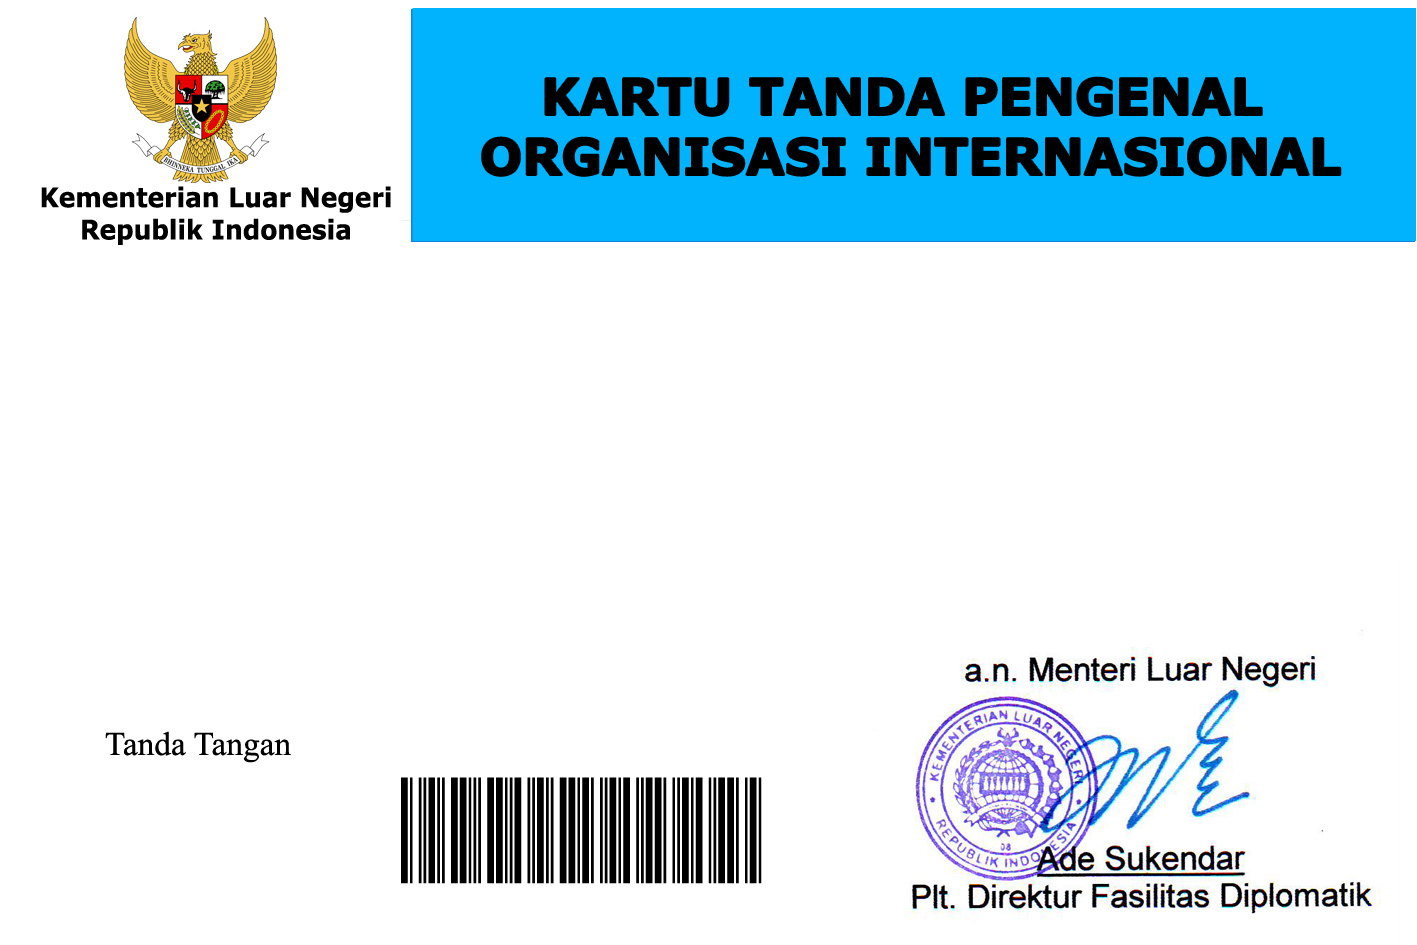 BHINNEKA TUNGGAL IKA
Kementerian Luar Negeri
Republik Indonesia
KARTU TANDA PENGENAL
ORGANISASI INTERNASIONAL
a.n. Menteri Luar Negeri
KEMENTERIAN LUAR NEGERI
REPUBLIK INDONESIA
08
Tanda Tangan
Ade Sukendar
Plt. Direktur Fasilitas Diplomatik